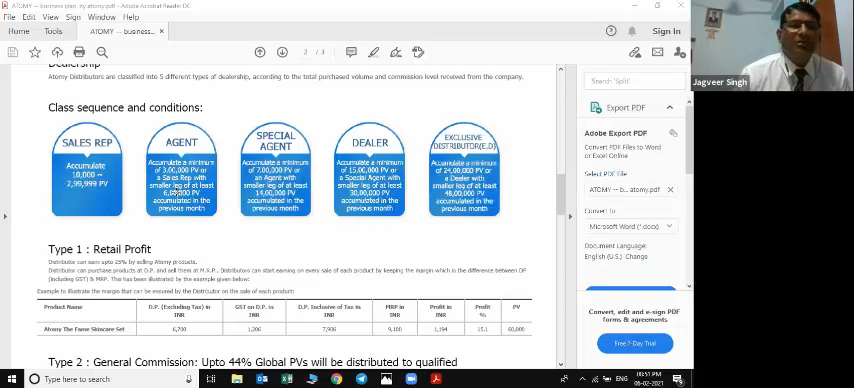 ATOMY -- business plan by atomy.pdf - Adobe Acrobat Reader DC
File Edit View Sign Window Help
Home Tools ATOMY -- business... × Sign In
2 / 3
Jagveer Singh
Dealership
Atomy Distributors are classified into 5 different types of dealership, according to the total purchased volume and commission level received from the company.
Class sequence and conditions:
SALES REP
Accumulate
10,000 ~
2,99,999 PV
AGENT
Accumulate a minimum
of 3,00,000 PV or
a Sales Rep with
smaller leg of at least
6,00,000 PV
accumulated in the
previous month
SPECIAL
AGENT
Accumulate a minimum
of 7,00,000 PV or
an Agent with
smaller leg of at least
14,00,000 PV
accumulated in the
previous month
DEALER
Accumulate a minimum
of 15,00,000 PV or
a Special Agent with
smaller leg of at least
30,00,000 PV
accumulated in the
previous month
EXCLUSIVE
DISTRIBUTOR(E.D)
Accumulate a minimum
of 24,00,000 PV or
a Dealer with
smaller leg of at least
48,00,000 PV
accumulated in the
previous month
Type 1 : Retail Profit
Distributor can earn upto 25% by selling Atomy products.
Distributor can purchase products at D.P. and sell them at M.R.P. Distributors can start earning on every sale of each product by keeping the margin which is the difference between DP
(including GST) & MRP. This has been illustrated by the example given below:
Example to illustrate the margin that can be ensured by the Distributor on the sale of each product:
Product Name D.P. (Excluding Tax) in INR GST on D.P. in INR D.P. Inclusive of Tax in INR MRP in INR Profit in INR Profit % PV
Atomy The Fame Skincare Set 6,700 1,206 7,906 9,100 1,194 15.1 60,000
Type 2 : General Commission: Upto 44% Global PVs will be distributed to qualified
Search 'Split'
Export PDF
Adobe Export PDF
Convert PDF Files to Word
or Excel Online
Select PDF File
ATOMY -- b... atomy.pdf ×
Convert to
Microsoft Word (*.docx)
Document Language:
English (U.S.) Change
Convert, edit and e-sign PDF
forms & agreements
Free 7-Day Trial
Type here to search
ENG
08:51 PM
06-02-2021